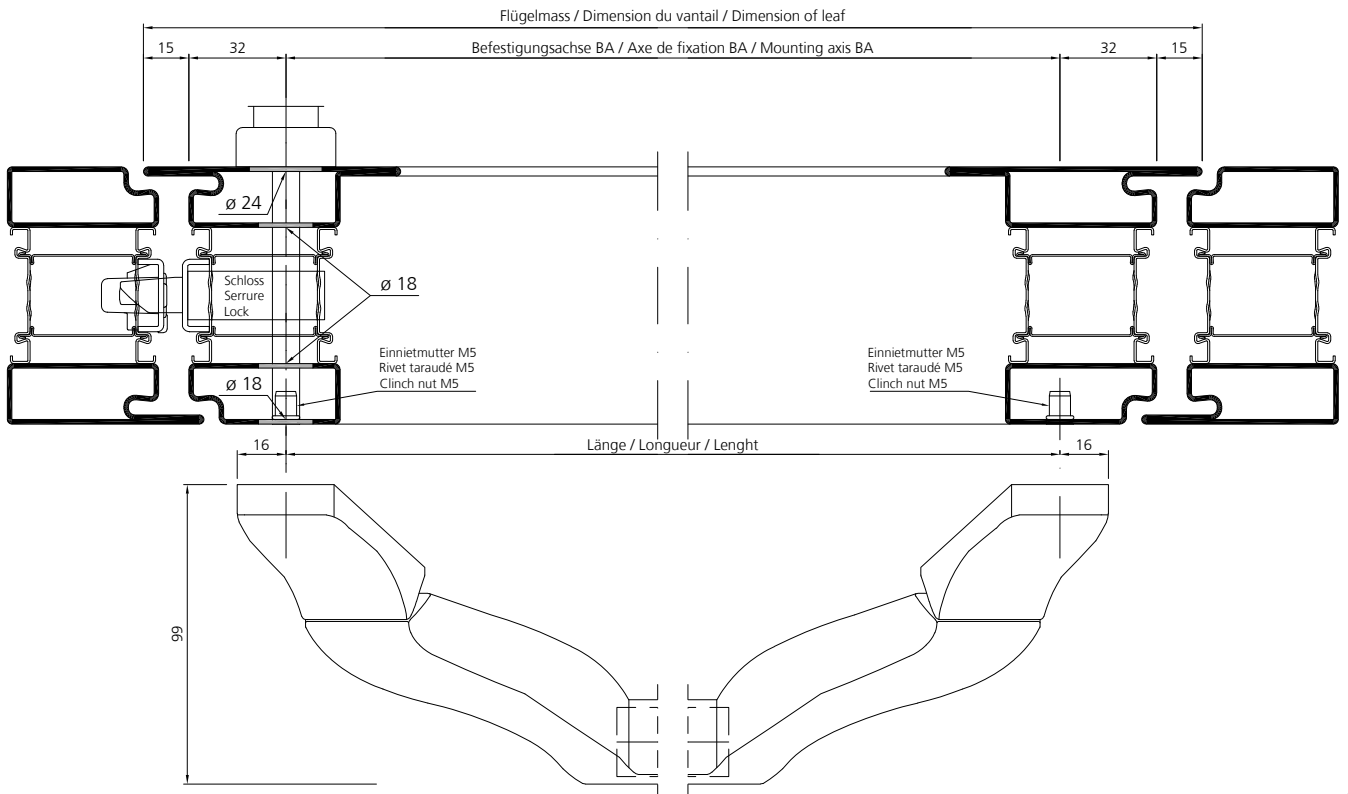 Flügelmass / Dimension du vantail / Dimension of leaf
15
32
Befestigungsachse BA / Axe de fixation BA / Mounting axis BA
32
15
ø 24
ø 18
Schloss
Serrure
Lock
Einnietmutter M5
Rivet taraudé M5
Clinch nut M5
Einnietmutter M5
Rivet taraudé M5
Clinch nut M5
ø 18
16
Länge / Longueur / Lenght
16
99